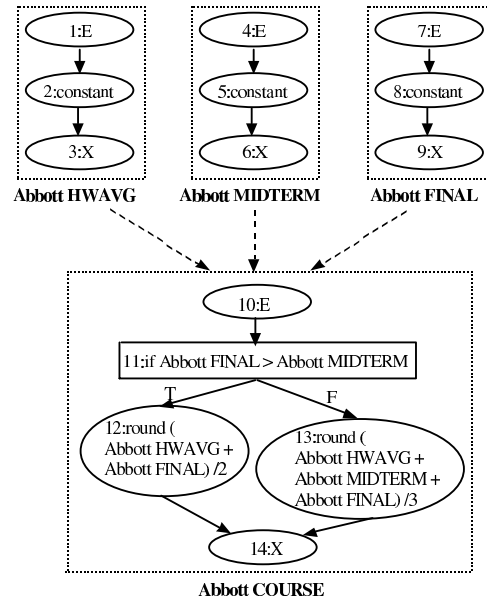 1:E
2:constant
3:X
Abbott HWAVG
4:E
5:constant
6:X
Abbott MIDTERM
7:E
8:constant
9:X
Abbott FINAL
10:E
11:if Abbott FINAL > Abbott MIDTERM
T
F
12:round (
Abbott HWAVG +
Abbott FINAL) /2
13:round (
Abbott HWAVG +
Abbott MIDTERM +
Abbott FINAL) /3
14:X
Abbott COURSE